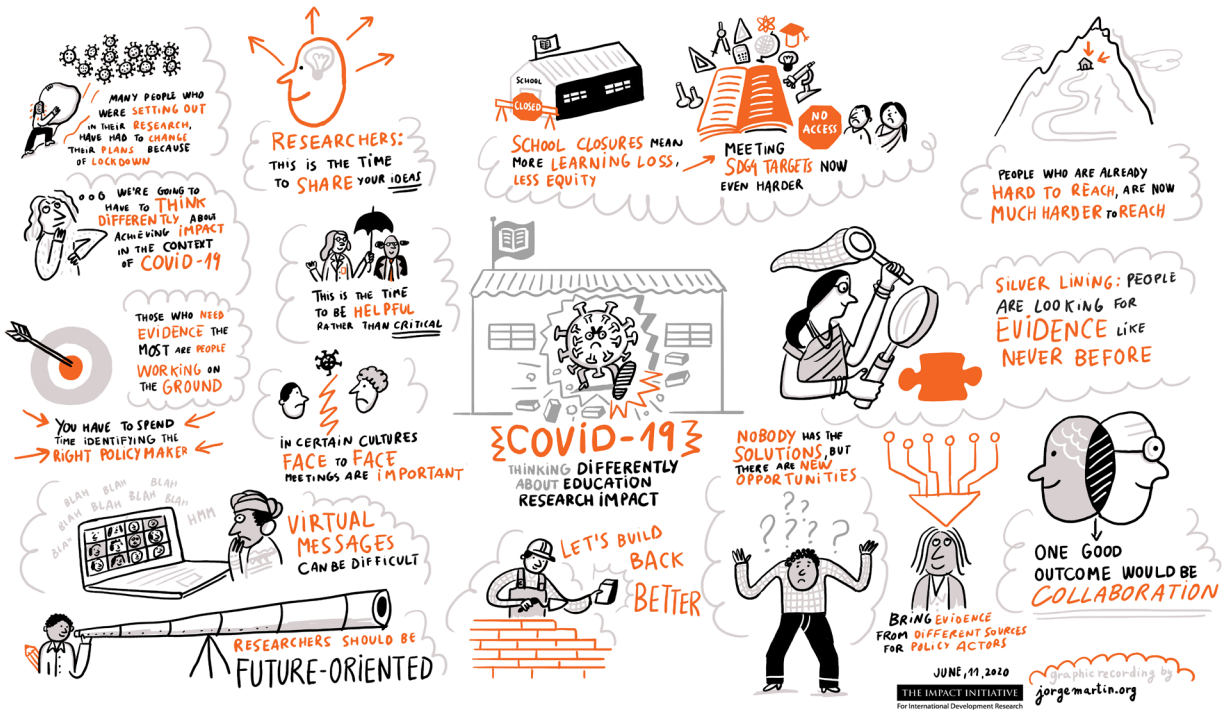 MANY PEOPLE WHO
WERE SETTING OUT
IN THEIR RESEARCH,
HAVE HAD TO CHANGE
THEIR PLANS BECAUSE
OF LOCKDOWN
WE'RE GOING TO
HAVE TO THINK
DIFFERENTLY ABOUT
ACHIEVING IMPACT
IN THE CONTEXT
OF COVID-19
THOSE WHO NEED
EVIDENCE THE
MOST ARE PEOPLE
WORKING ON
THE GROUND
YOU HAVE TO SPEND
TIME IDENTIFYING THE
RIGHT POLICYMAKER
BLAH
BLAH
BLAH
BLAH
BLAH
BLAH
BLAH
BLAH
BLAH
HMM
VIRTUAL
MESSAGES
CAN BE DIFFICULT
RESEARCHERS SHOULD BE
FUTURE-ORIENTED
RESEARCHERS:
THIS IS THE TIME
TO SHARE YOUR IDEAS
THIS IS THE TIME
TO BE HELPFUL
RATHER THAN CRITICAL
IN CERTAIN CULTURES
FACE TO FACE
MEETINGS ARE IMPORTANT
SCHOOL
CLOSED
SCHOOL CLOSURES MEAN
MORE LEARNING LOSS,
LESS EQUITY
NO
ACCESS
MEETING
SDG4 TARGETS NOW
EVEN HARDER
COVID-19
THINKING DIFFERENTLY
ABOUT EDUCATION
RESEARCH IMPACT
LET'S BUILD
BACK
BETTER
PEOPLE WHO ARE ALREADY
HARD TO REACH, ARE NOW
MUCH HARDER TO REACH
SILVER LINING: PEOPLE
ARE LOOKING FOR
EVIDENCE LIKE
NEVER BEFORE
NOBODY HAS THE
SOLUTIONS, BUT
THERE ARE NEW
OPPORTUNITIES
? ? ? ? ? ?
BRING EVIDENCE
FROM DIFFERENT SOURCES
FOR POLICY ACTORS
ONE GOOD
OUTCOME WOULD BE
COLLABORATION
JUNE, 11, 2020
THE IMPACT INITIATIVE
For International Development Research
graphic recording by
jorgemartin.org